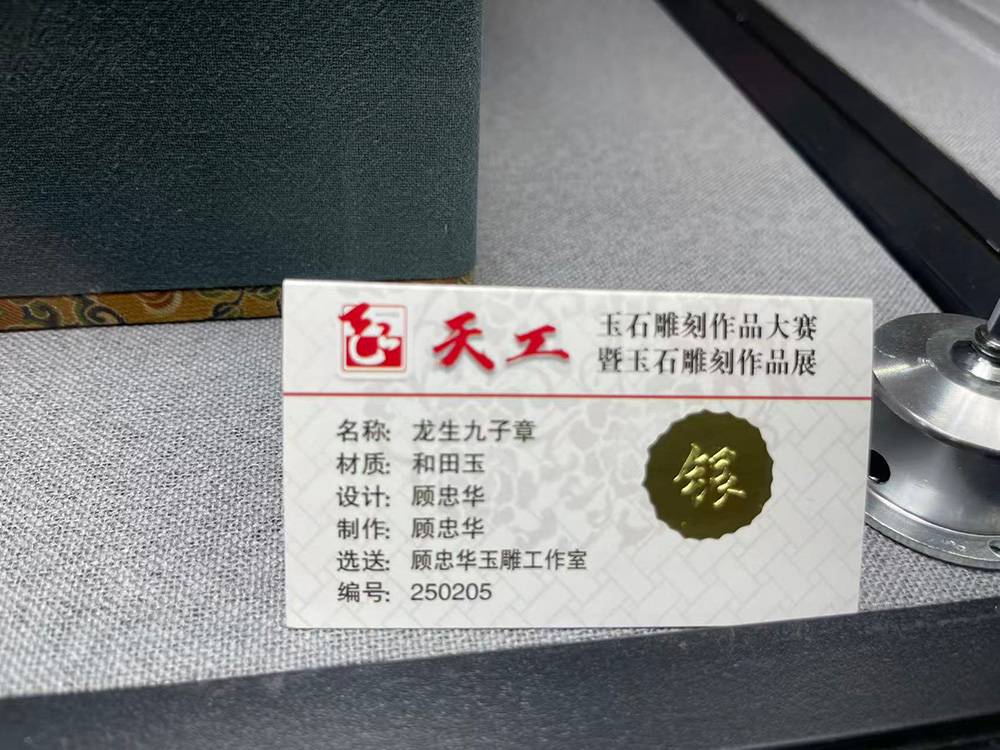 天工
玉石雕刻作品大赛
暨玉石雕刻作品展
名称: 龙生九子章
材质: 和田玉
设计: 顾忠华
制作: 顾忠华
选送: 顾忠华玉雕工作室
编号: 250205
银